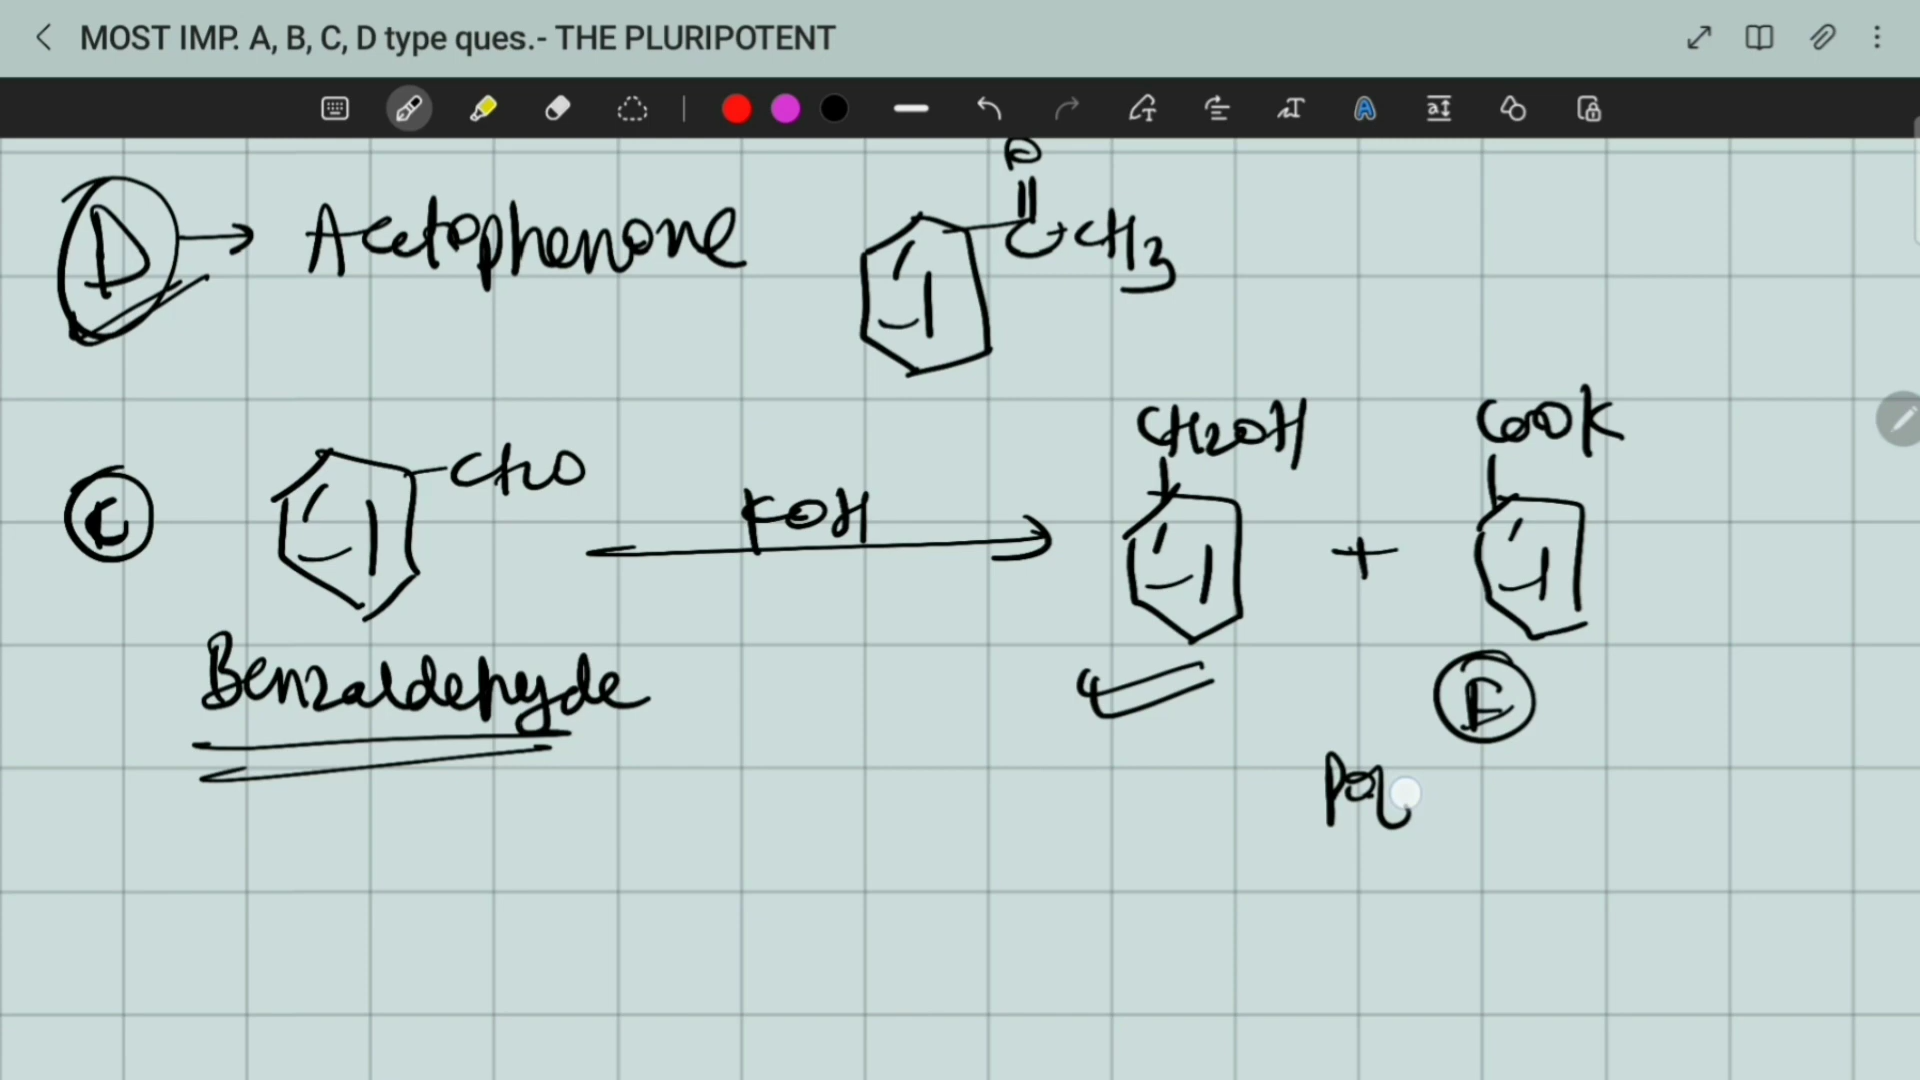 MOST IMP. A, B, C, D type ques.- THE PLURIPOTENT
O
D → Acetophenone C-CH3
C CHO KOH CH2OH + COOK
Benzaldehyde E